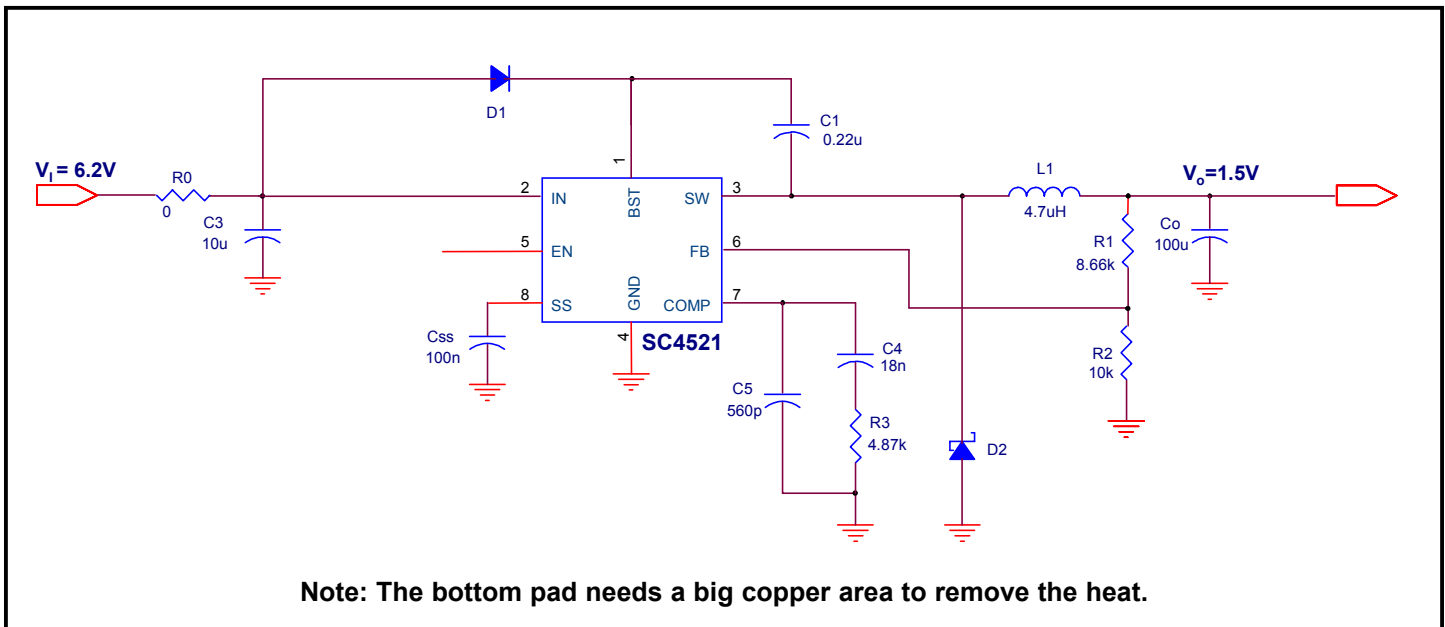 D1
C1
0.22u
V_I = 6.2V
R0
0
C3
10u
1
2
IN
BST
SW
3
L1
4.7uH
V_o=1.5V
5
EN
FB
6
R1
8.66k
Co
100u
8
SS
GND
COMP
7
4
SC4521
Css
100n
C4
18n
C5
560p
R3
4.87k
R2
10k
D2
Note: The bottom pad needs a big copper area to remove the heat.